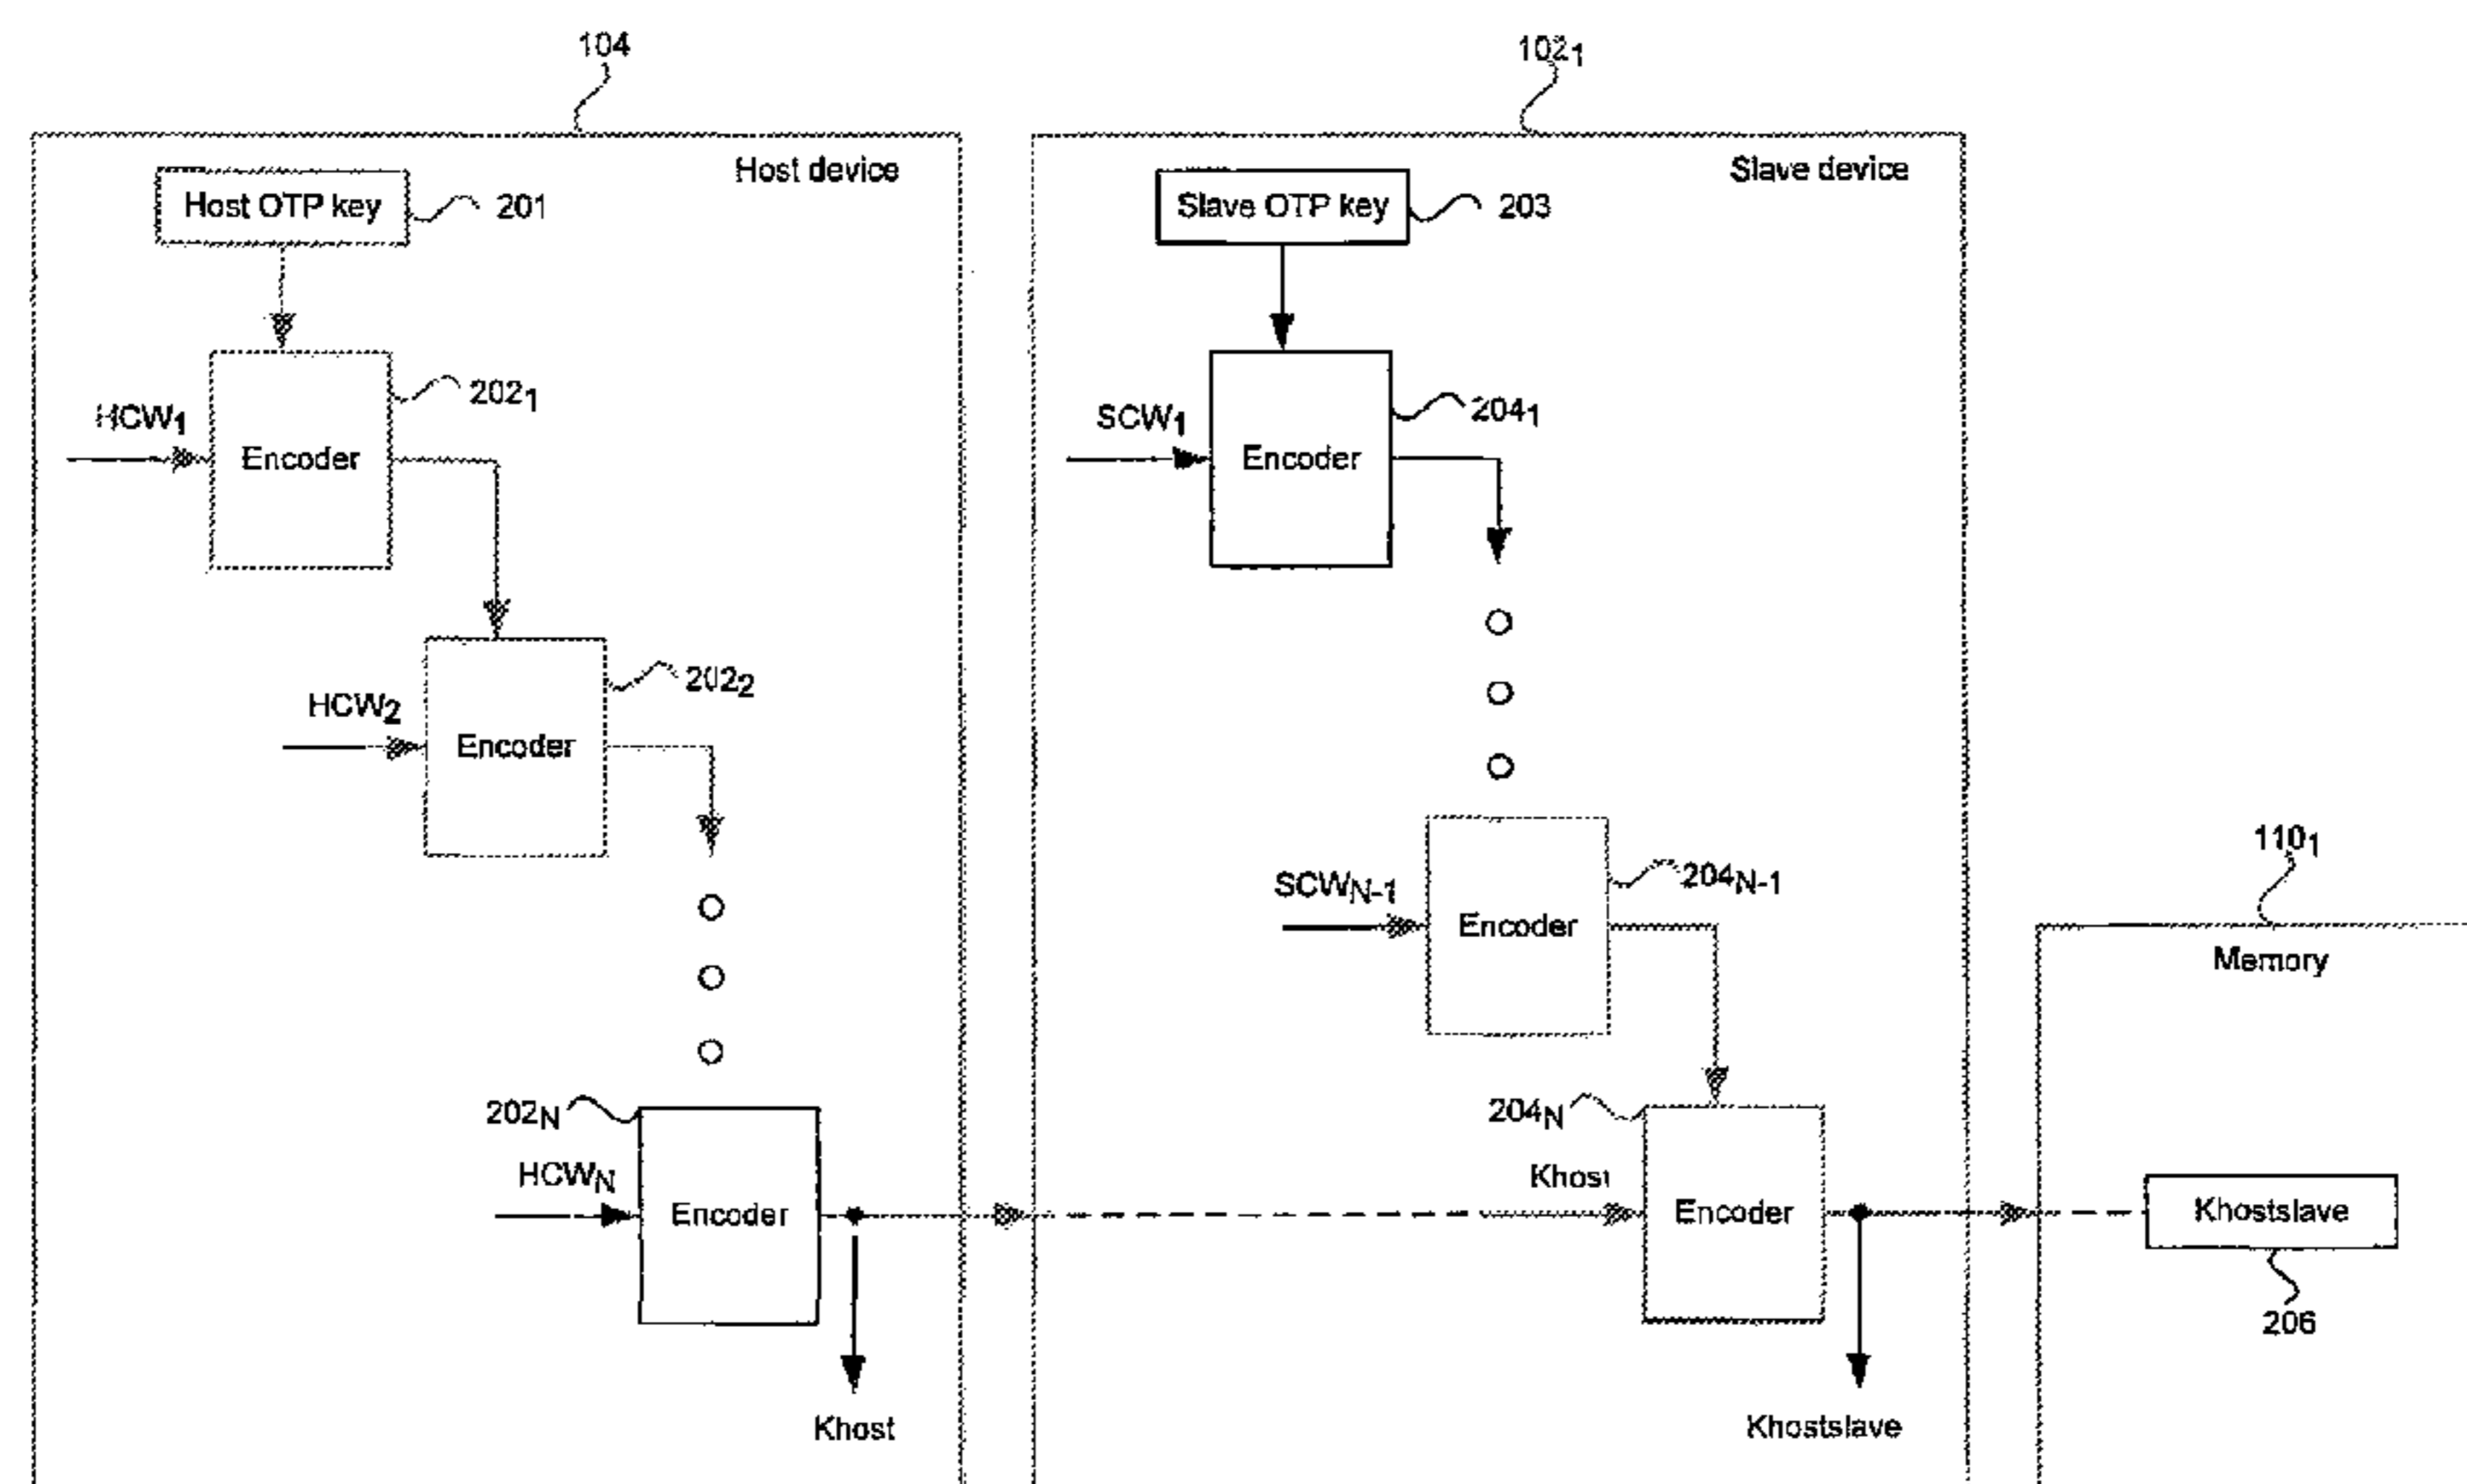 104
102₁
Host device
Slave device
Host OTP key
201
Slave OTP key
203
202₁
HCW₁
Encoder
204₁
SCW₁
Encoder
202₂
HCW₂
Encoder
110₁
204N-1
SCWN-1
Encoder
Memory
202N
HCWN
Encoder
204N
Khost
Encoder
Khostslave
206
Khost
Khostslave